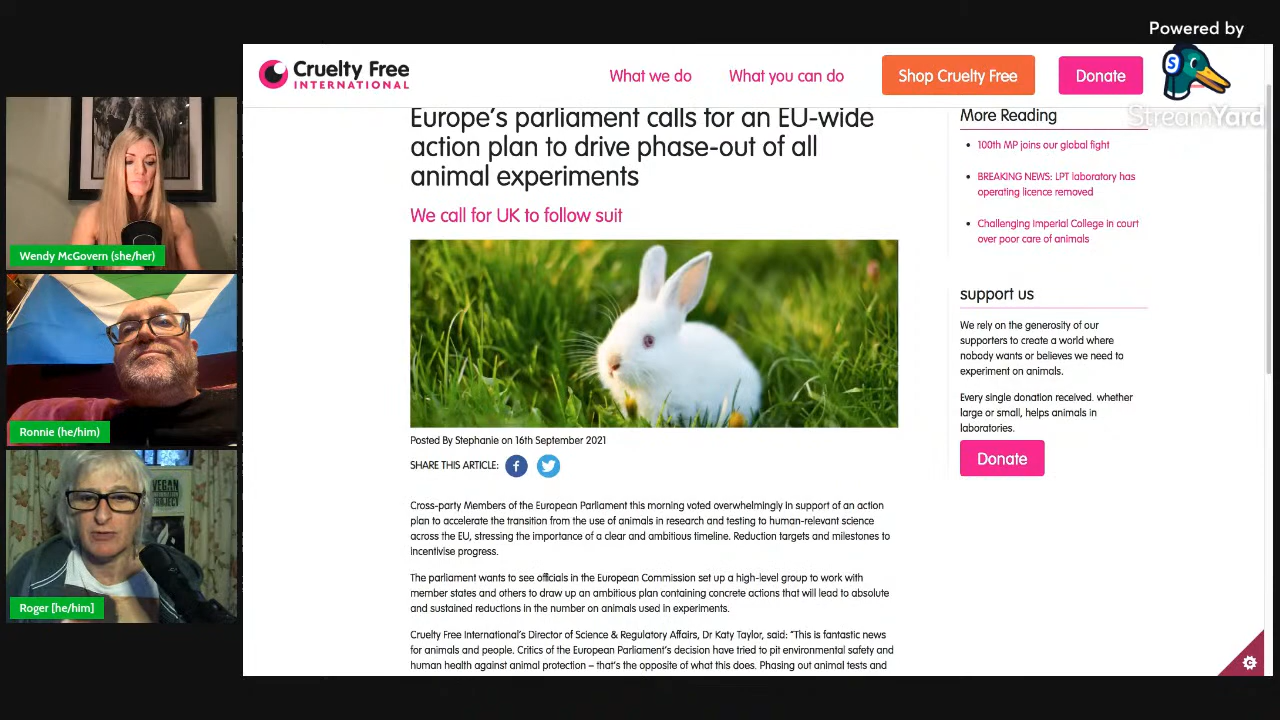 Powered by
StreamYard
Cruelty Free
INTERNATIONAL
What we do
What you can do
Shop Cruelty Free
Donate
Europe's parliament calls for an EU-wide
action plan to drive phase-out of all
animal experiments
We call for UK to follow suit
Posted By Stephanie on 16th September 2021
SHARE THIS ARTICLE:
Cross-party Members of the European Parliament this morning voted overwhelmingly in support of an action
plan to accelerate the transition from the use of animals in research and testing to human-relevant science
across the EU, stressing the importance of a clear and ambitious timeline. Reduction targets and milestones to
incentivise progress.
The parliament wants to see officials in the European Commission set up a high-level group to work with
member states and others to draw up an ambitious plan containing concrete actions that will lead to absolute
and sustained reductions in the number on animals used in experiments.
Cruelty Free International's Director of Science & Regulatory Affairs, Dr Katy Taylor, said: "This is fantastic news
for animals and people. Critics of the European Parliament's decision have tried to pit environmental safety and
human health against animal protection – that's the opposite of what this does. Phasing out animal tests and
More Reading
100th MP joins our global fight
BREAKING NEWS: LPT laboratory has
operating licence removed
Challenging Imperial College in court
over poor care of animals
support us
We rely on the generosity of our
supporters to create a world where
nobody wants or believes we need to
experiment on animals.
Every single donation received. whether
large or small, helps animals in
laboratories.
Donate
Wendy McGovern (she/her)
Ronnie (he/him)
VEGAN
PROJECT
Roger [he/him]